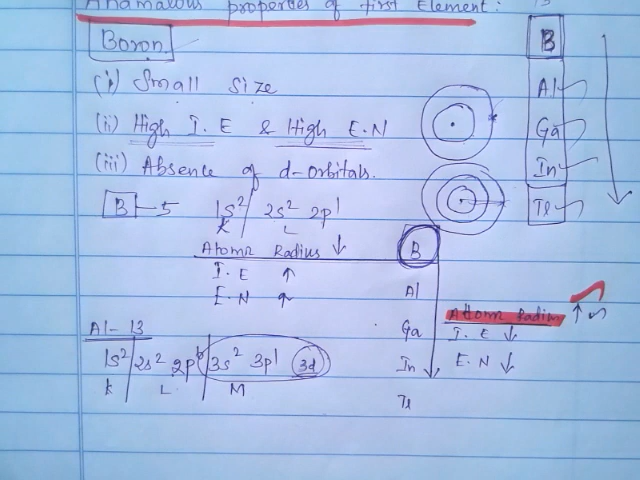 Anamalous properties of first Element: 13
Boron
B
(i) Small Size
Al
(ii) High I.E & High E.N
Ga
(iii) Absence of d-orbitals.
In
B - 5 1s² 2s² 2p¹
K L
Tl
Atomic Radius ↓
B
I.E ↑
E.N ↑
Al
Atomic Radius ↑
Al - 13
Ga
I.E ↓
1s² 2s² 2p⁶ 3s² 3p¹ 3d
In
E.N ↓
K L M
Tl